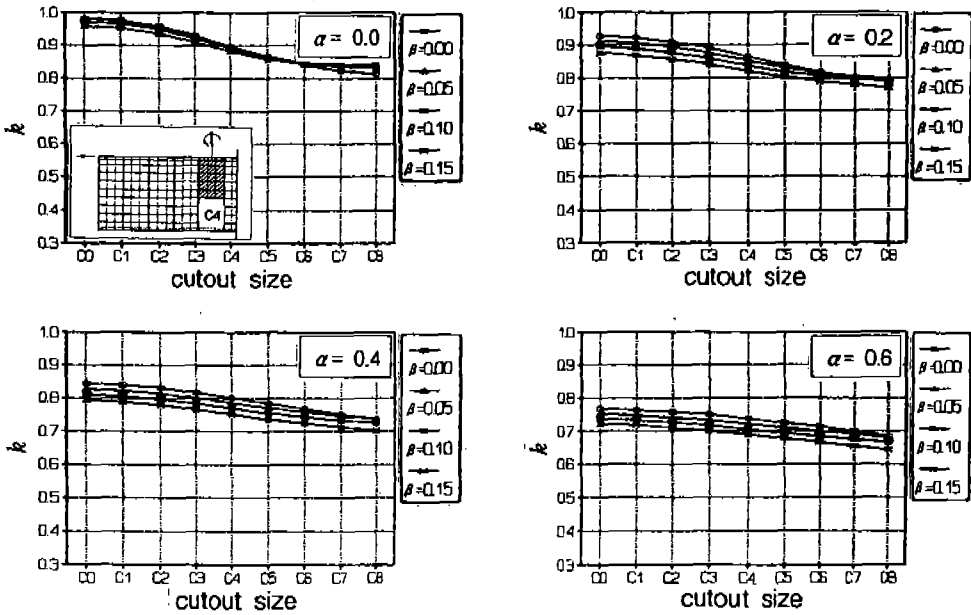 1.0
0.9
0.8
0.7
0.6
0.5
0.4
0.3
k
α = 0.0
β=0.00
β=0.05
β=0.10
β=0.15
C4
C0 C1 C2 C3 C4 C5 C6 C7 C8
cutout size
1.0
0.9
0.8
0.7
0.6
0.5
0.4
0.3
k
α = 0.2
β=0.00
β=0.05
β=0.10
β=0.15
C0 C1 C2 C3 C4 C5 C6 C7 C8
cutout size
1.0
0.9
0.8
0.7
0.6
0.5
0.4
0.3
k
α = 0.4
β=0.00
β=0.05
β=0.10
β=0.15
C0 C1 C2 C3 C4 C5 C6 C7 C8
cutout size
1.0
0.9
0.8
0.7
0.6
0.5
0.4
0.3
k
α = 0.6
β=0.00
β=0.05
β=0.10
β=0.15
C0 C1 C2 C3 C4 C5 C6 C7 C8
cutout size